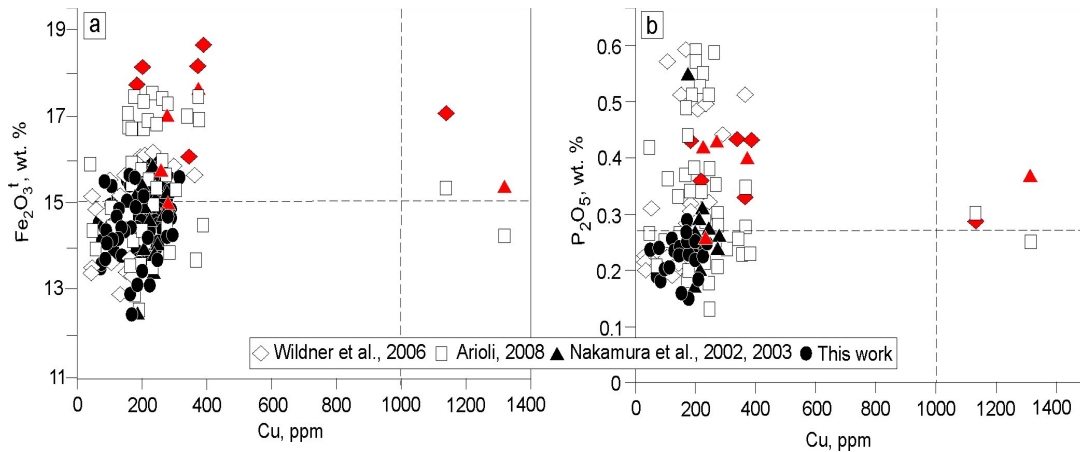 a
19
17
15
13
11
Fe₂O₃ᵗ, wt. %
0 200 400 600 800 1000 1200 1400
Cu, ppm
b
0.6
0.5
0.4
0.3
0.2
0.1
0
P₂O₅, wt. %
0 200 400 600 800 1000 1200 1400
Cu, ppm
Wildner et al., 2006 Arioli, 2008 Nakamura et al., 2002, 2003 This work